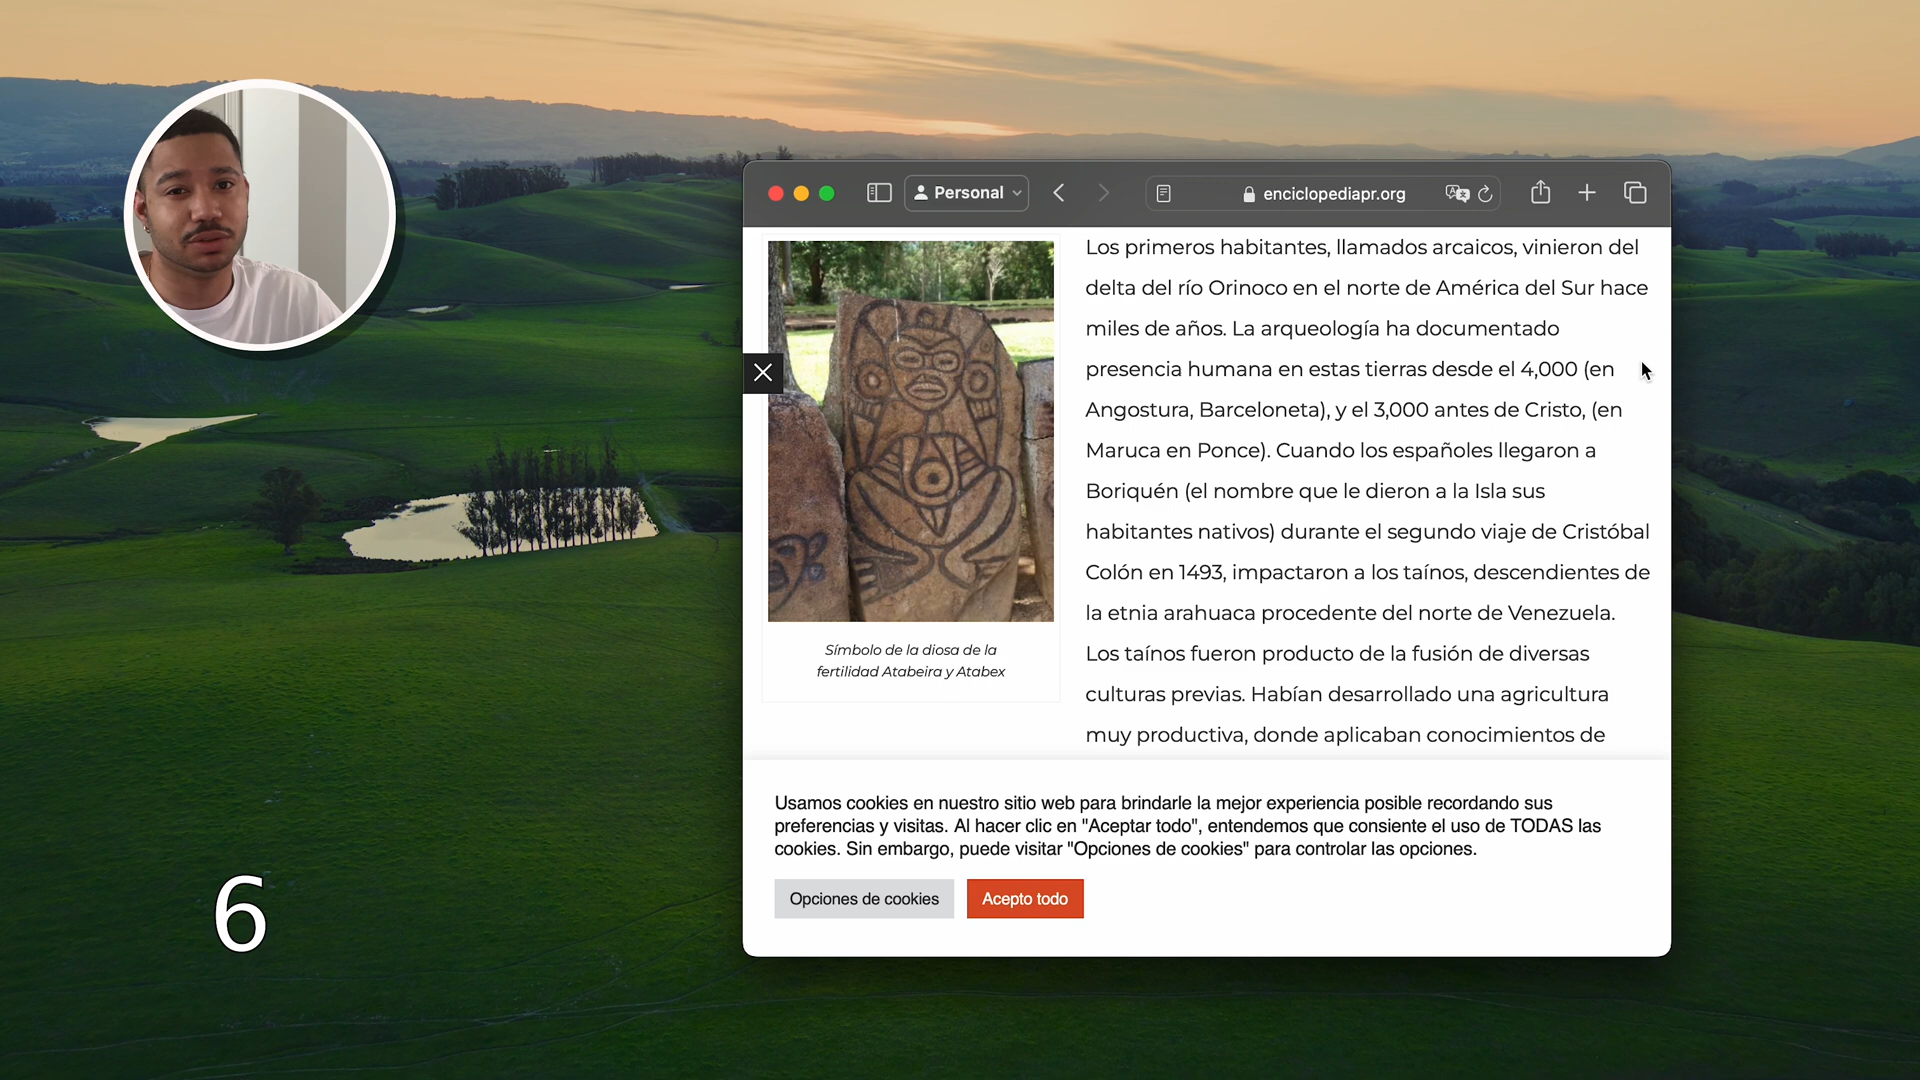 Personal
enciclopediapr.org
Los primeros habitantes, llamados arcaicos, vinieron del
delta del río Orinoco en el norte de América del Sur hace
miles de años. La arqueología ha documentado
presencia humana en estas tierras desde el 4,000 (en
Angostura, Barceloneta), y el 3,000 antes de Cristo, (en
Maruca en Ponce). Cuando los españoles llegaron a
Boriquén (el nombre que le dieron a la Isla sus
habitantes nativos) durante el segundo viaje de Cristóbal
Colón en 1493, impactaron a los taínos, descendientes de
la etnia arahuaca procedente del norte de Venezuela.
Los taínos fueron producto de la fusión de diversas
culturas previas. Habían desarrollado una agricultura
muy productiva, donde aplicaban conocimientos de
Símbolo de la diosa de la
fertilidad Atabeira y Atabex
Usamos cookies en nuestro sitio web para brindarle la mejor experiencia posible recordando sus
preferencias y visitas. Al hacer clic en "Aceptar todo", entendemos que consiente el uso de TODAS las
cookies. Sin embargo, puede visitar "Opciones de cookies" para controlar las opciones.
Opciones de cookies
Acepto todo
6